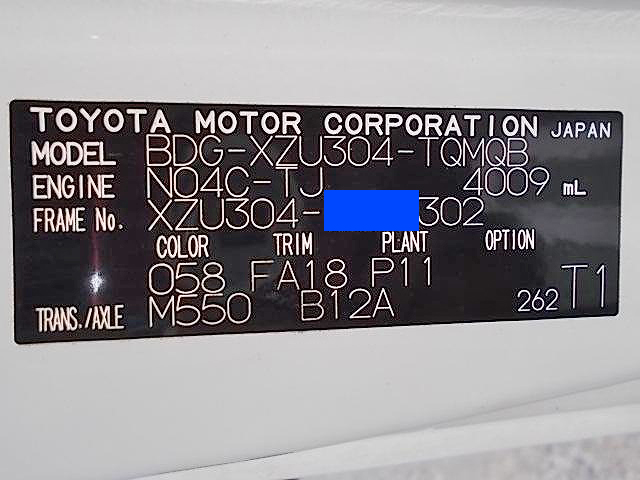 TOYOTA MOTOR CORPORATION JAPAN
MODEL BDG-XZU304-TQMQB
ENGINE N04C-TJ 4009 mL
FRAME No. XZU304- 302
COLOR TRIM PLANT OPTION
058 FA18 P11
TRANS./AXLE M550 B12A 262 T1